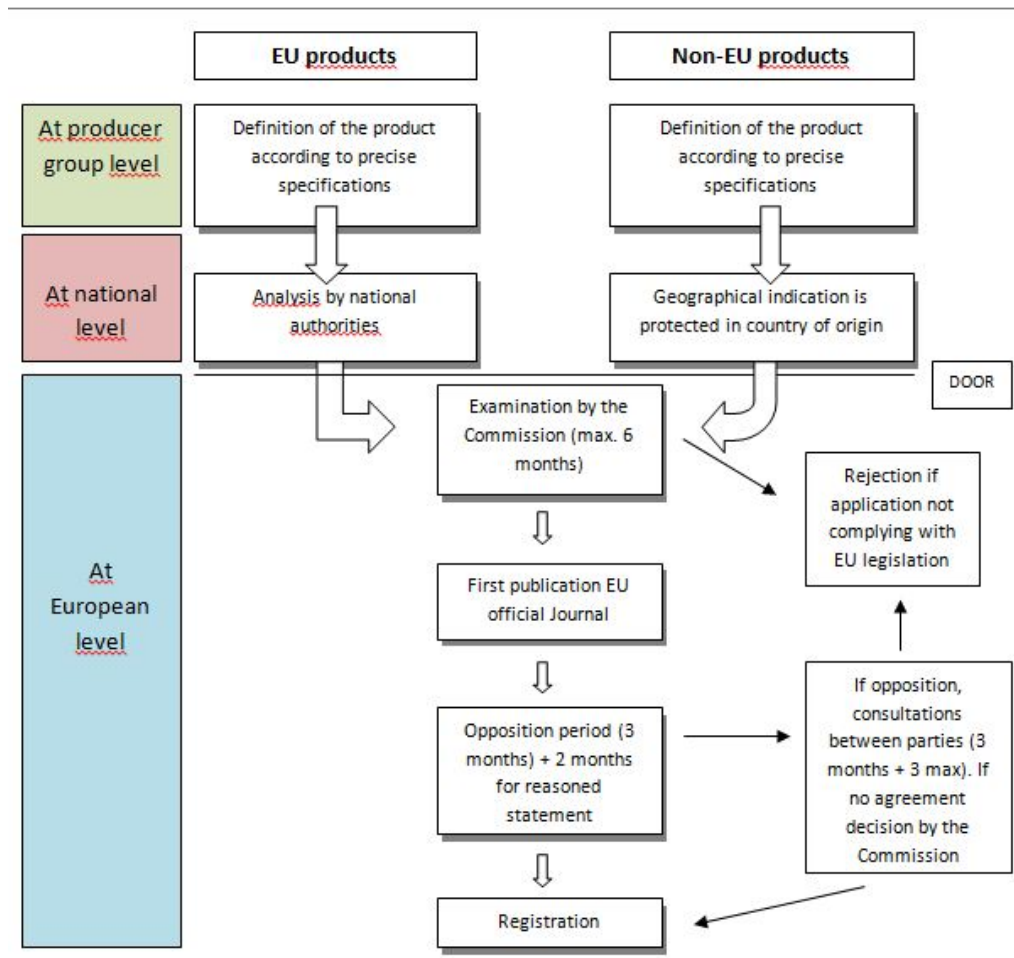 EU products
Non-EU products
At producer
group level
Definition of the product
according to precise
specifications
Definition of the product
according to precise
specifications
At national
level
Analysis by national
authorities
Geographical indication is
protected in country of origin
DOOR
At
European
level
Examination by the
Commission (max. 6
months)
Rejection if
application not
complying with
EU legislation
First publication EU
official Journal
Opposition period (3
months) + 2 months
for reasoned
statement
If opposition,
consultations
between parties (3
months + 3 max). If
no agreement
decision by the
Commission
Registration